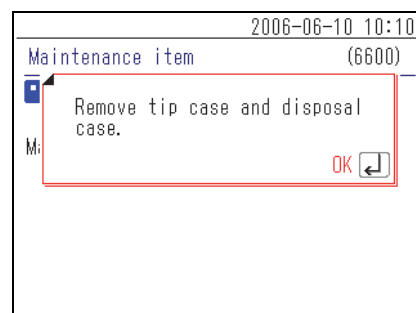 2006-06-10 10:10
Maintenance item (6600)
Remove tip case and disposal
case.
OK